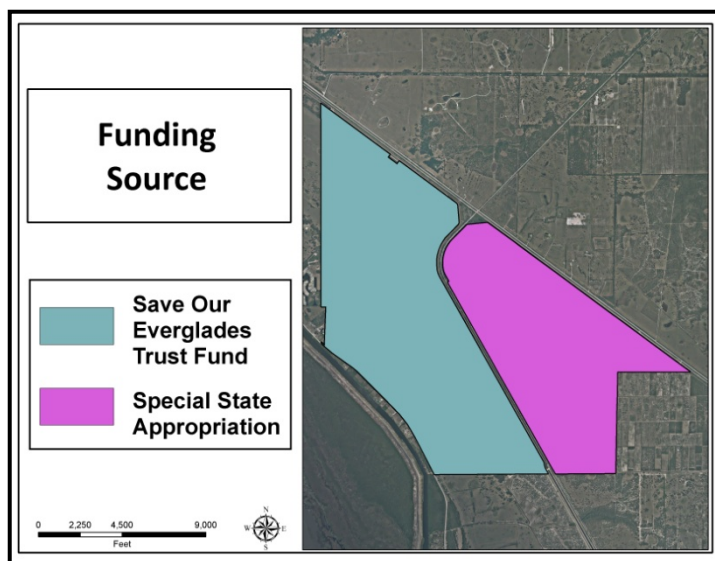 Funding
Source
Save Our
Everglades
Trust Fund
Special State
Appropriation
0 2,250 4,500 9,000
Feet
N
W E
S